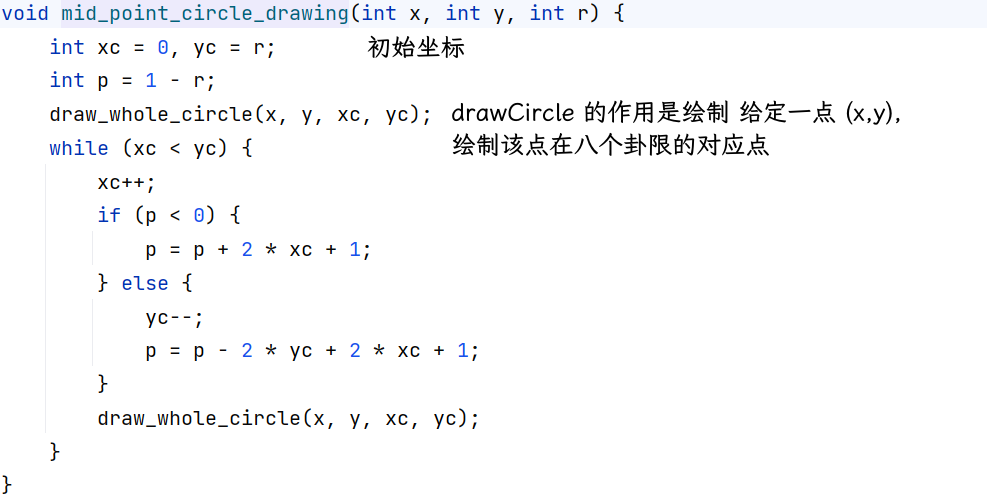 void mid_point_circle_drawing(int x, int y, int r) {
int xc = 0, yc = r; 初始坐标
int p = 1 - r;
draw_whole_circle(x, y, xc, yc); drawCircle 的作用是绘制 给定一点 (x,y),
while (xc < yc) { 绘制该点在八个卦限的对应点
xc++;
if (p < 0) {
p = p + 2 * xc + 1;
} else {
yc--;
p = p - 2 * yc + 2 * xc + 1;
}
draw_whole_circle(x, y, xc, yc);
}
}